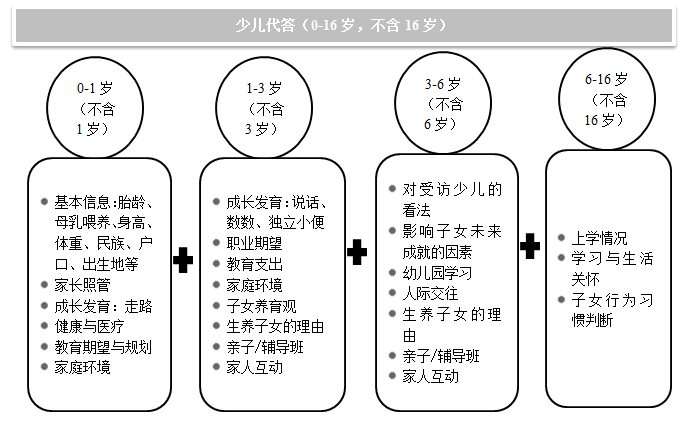 少儿代答（0-16 岁，不含 16 岁）
0-1 岁
（不含
1 岁）
基本信息：胎龄、
母乳喂养、身高、
体重、民族、户
口、出生地等
家长照管
成长发育：走路
健康与医疗
教育期望与规划
家庭环境
1-3 岁
（不含
3 岁）
成长发育：说话、
数数、独立小便
职业期望
教育支出
家庭环境
子女养育观
生养子女的理由
亲子/辅导班
家人互动
3-6 岁
（不含
6 岁）
对受访少儿的
看法
影响子女未来
成就的因素
幼儿园学习
人际交往
生养子女的理
由
亲子/辅导班
家人互动
6-16 岁
（不含
16 岁）
上学情况
学习与生活
关怀
子女行为习
惯判断